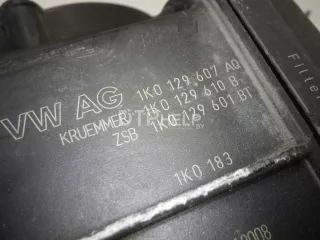 VW AG
1K0 129 607 AQ
KRUEMMER 1K0 129 610 B
ZSB 1K0 129 601 BT
1K0 183
Filter